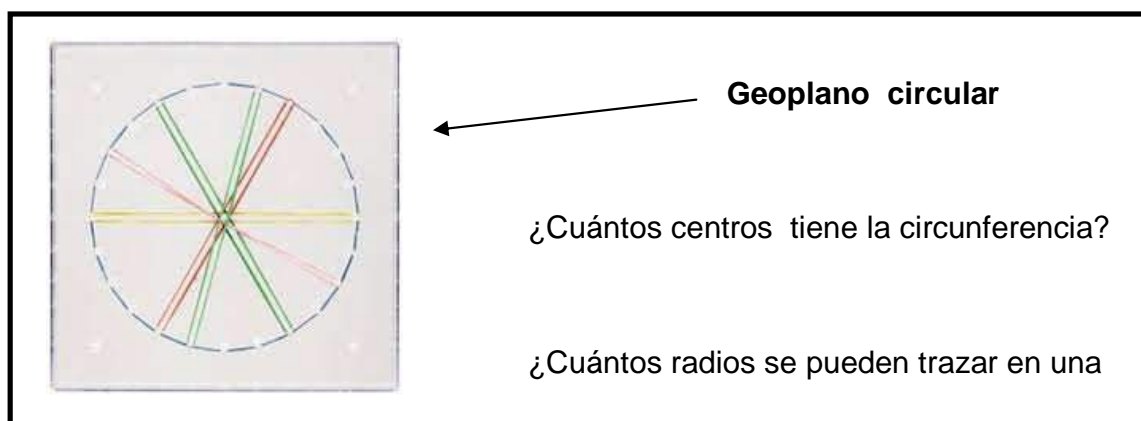 Geoplano circular
¿Cuántos centros tiene la circunferencia?
¿Cuántos radios se pueden trazar en una